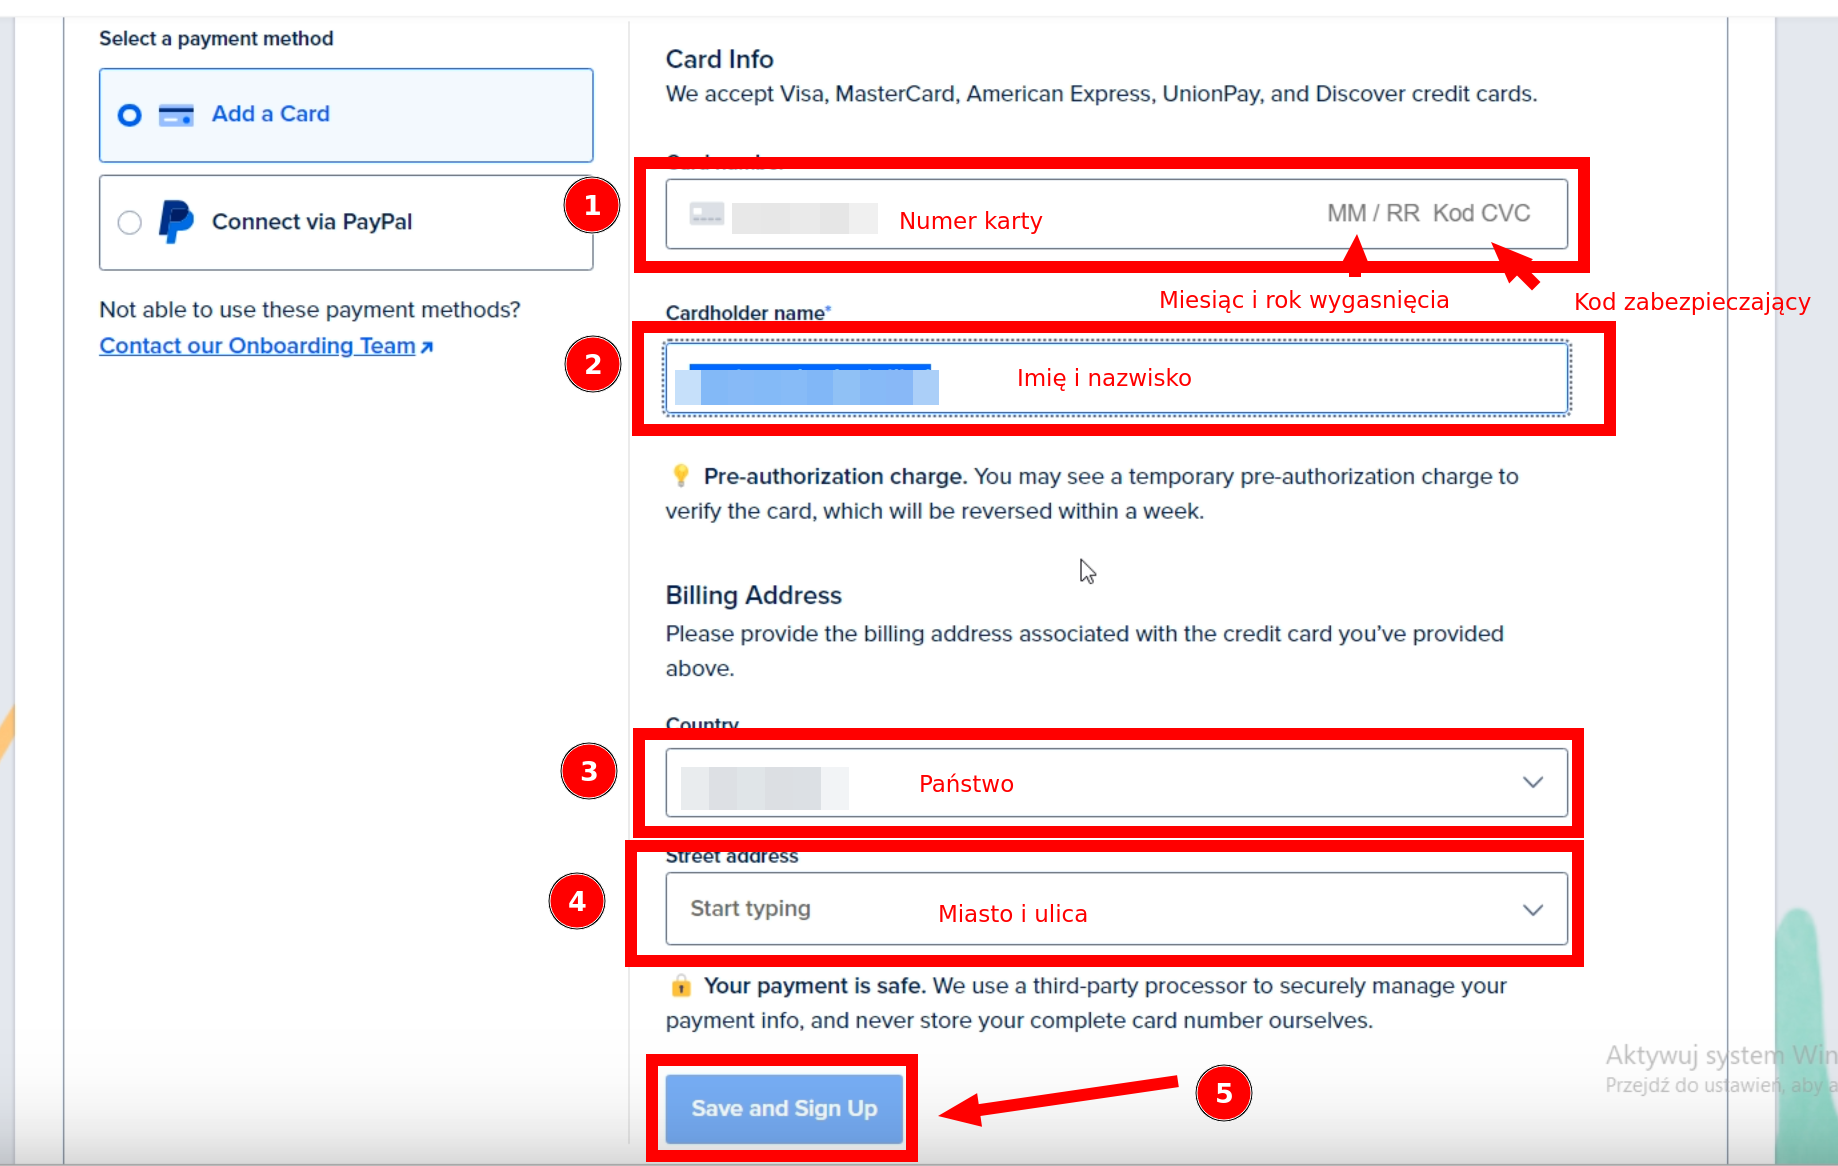 Select a payment method
Add a Card
Connect via PayPal
Not able to use these payment methods?
Contact our Onboarding Team
Card Info
We accept Visa, MasterCard, American Express, UnionPay, and Discover credit cards.
1
Numer karty
MM / RR Kod CVC
Miesiąc i rok wygasnięcia
Kod zabezpieczający
Cardholder name*
2
Imię i nazwisko
Pre-authorization charge. You may see a temporary pre-authorization charge to
verify the card, which will be reversed within a week.
Billing Address
Please provide the billing address associated with the credit card you've provided
above.
Country
3
Państwo
Street address
4
Start typing
Miasto i ulica
Your payment is safe. We use a third-party processor to securely manage your
payment info, and never store your complete card number ourselves.
Save and Sign Up
5
Aktywuj system Win
Przejdź do ustawień, aby a